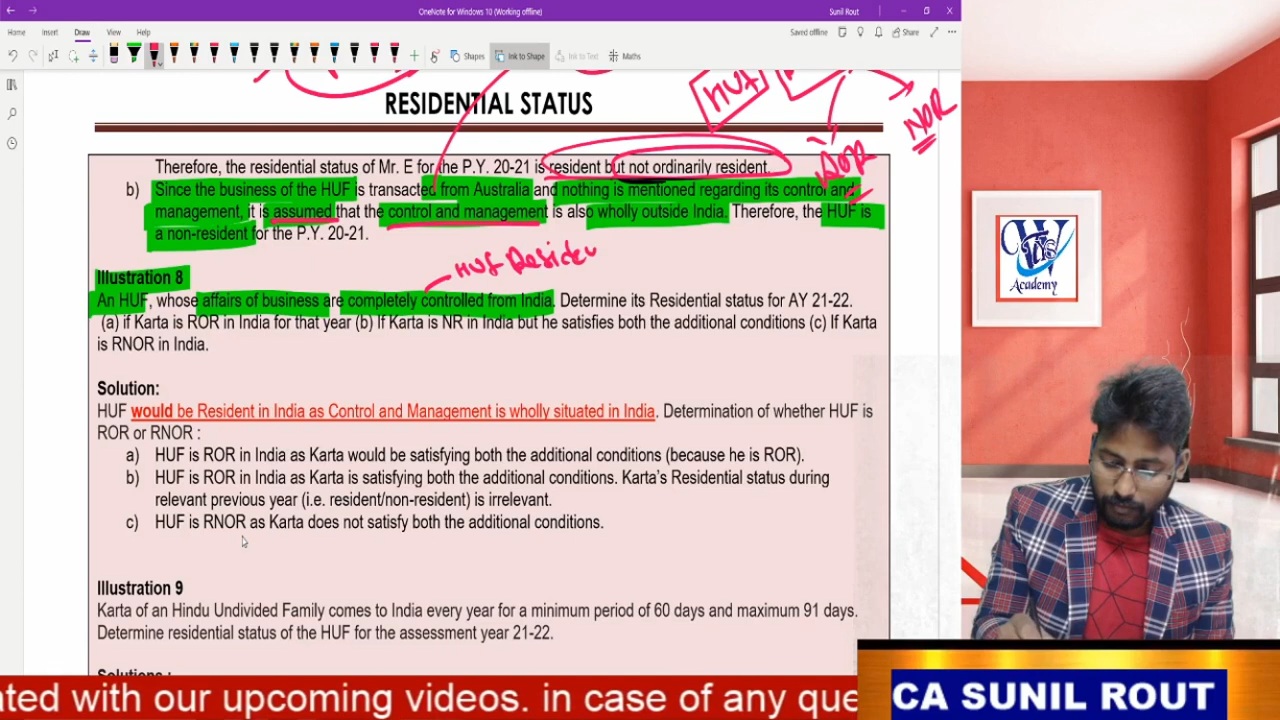 OneNote for Windows 10 (Working offline)
Sunil Rout
Home Insert Draw View Help
Saved offline
Share
Shapes
Ink to Shape
Ink to Text
Maths
HUF
NOR
RESIDENTIAL STATUS
Therefore, the residential status of Mr. E for the P.Y. 20-21 is resident but not ordinarily resident.
b) Since the business of the HUF is transacted from Australia and nothing is mentioned regarding its control and
management, it is assumed that the control and management is also wholly outside India. Therefore, the HUF is
a non-resident for the P.Y. 20-21.
HUF Reside
Illustration 8
An HUF, whose affairs of business are completely controlled from India. Determine its Residential status for AY 21-22.
(a) if Karta is ROR in India for that year (b) If Karta is NR in India but he satisfies both the additional conditions (c) If Karta
is RNOR in India.
Solution:
HUF would be Resident in India as Control and Management is wholly situated in India. Determination of whether HUF is
ROR or RNOR :
a) HUF is ROR in India as Karta would be satisfying both the additional conditions (because he is ROR).
b) HUF is ROR in India as Karta is satisfying both the additional conditions. Karta's Residential status during
relevant previous year (i.e. resident/non-resident) is irrelevant.
c) HUF is RNOR as Karta does not satisfy both the additional conditions.
Illustration 9
Karta of an Hindu Undivided Family comes to India every year for a minimum period of 60 days and maximum 91 days.
Determine residential status of the HUF for the assessment year 21-22.
Solutions :
Academy
ated with our upcoming videos. in case of any que
CA SUNIL ROUT